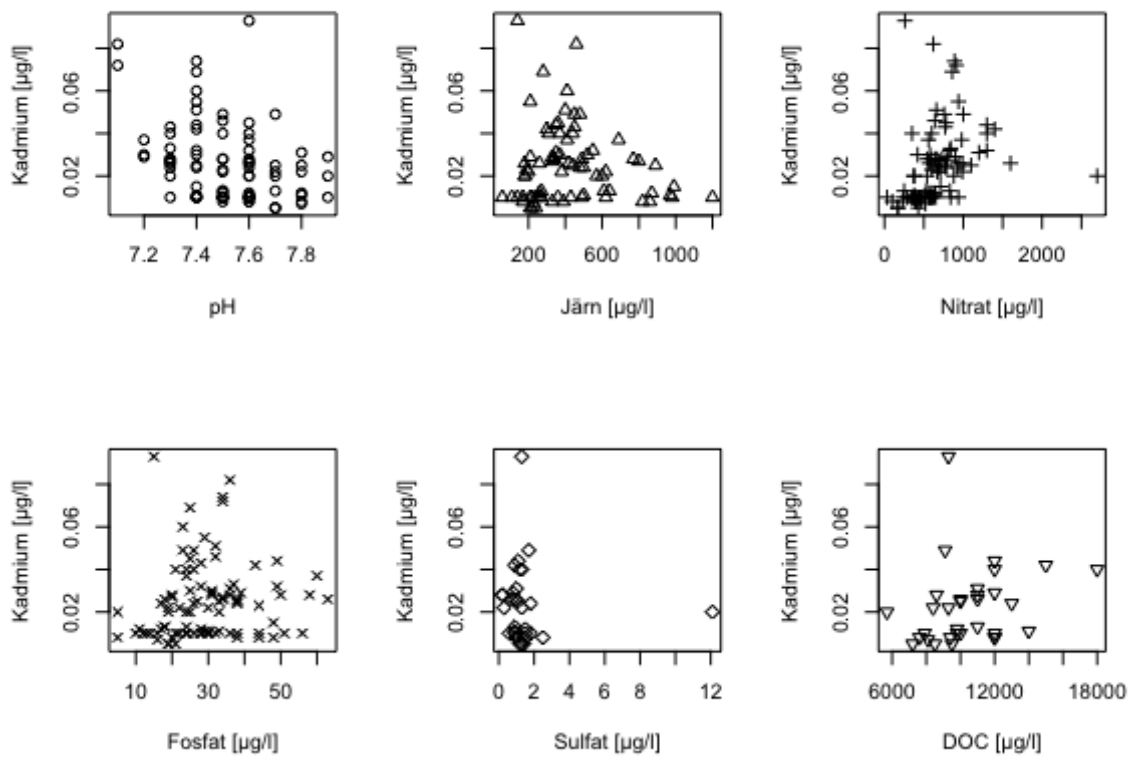 Kadmium [µg/l]
0.06
0.02
7.2 7.4 7.6 7.8
pH
Kadmium [µg/l]
0.06
0.02
200 600 1000
Järn [µg/l]
Kadmium [µg/l]
0.06
0.02
0 1000 2000
Nitrat [µg/l]
Kadmium [µg/l]
0.06
0.02
10 30 50
Fosfat [µg/l]
Kadmium [µg/l]
0.06
0.02
0 2 4 6 8 12
Sulfat [µg/l]
Kadmium [µg/l]
0.06
0.02
6000 12000 18000
DOC [µg/l]